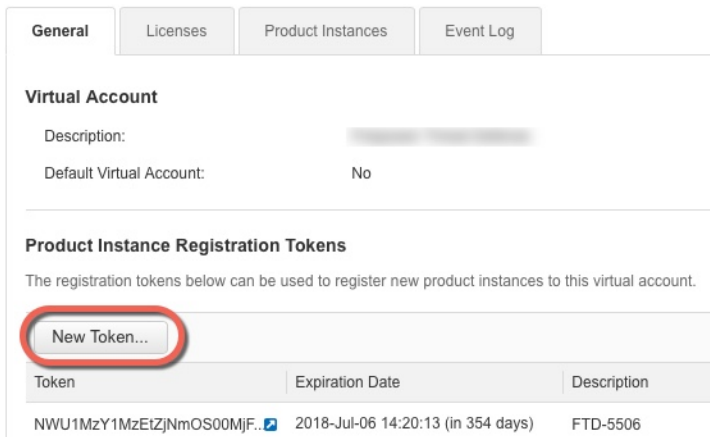 General Licenses Product Instances Event Log
Virtual Account
Description:
Default Virtual Account: No
Product Instance Registration Tokens
The registration tokens below can be used to register new product instances to this virtual account.
New Token...
Token Expiration Date Description
NWU1MzY1MzEtZjNmOS00MjF.. 2018-Jul-06 14:20:13 (in 354 days) FTD-5506